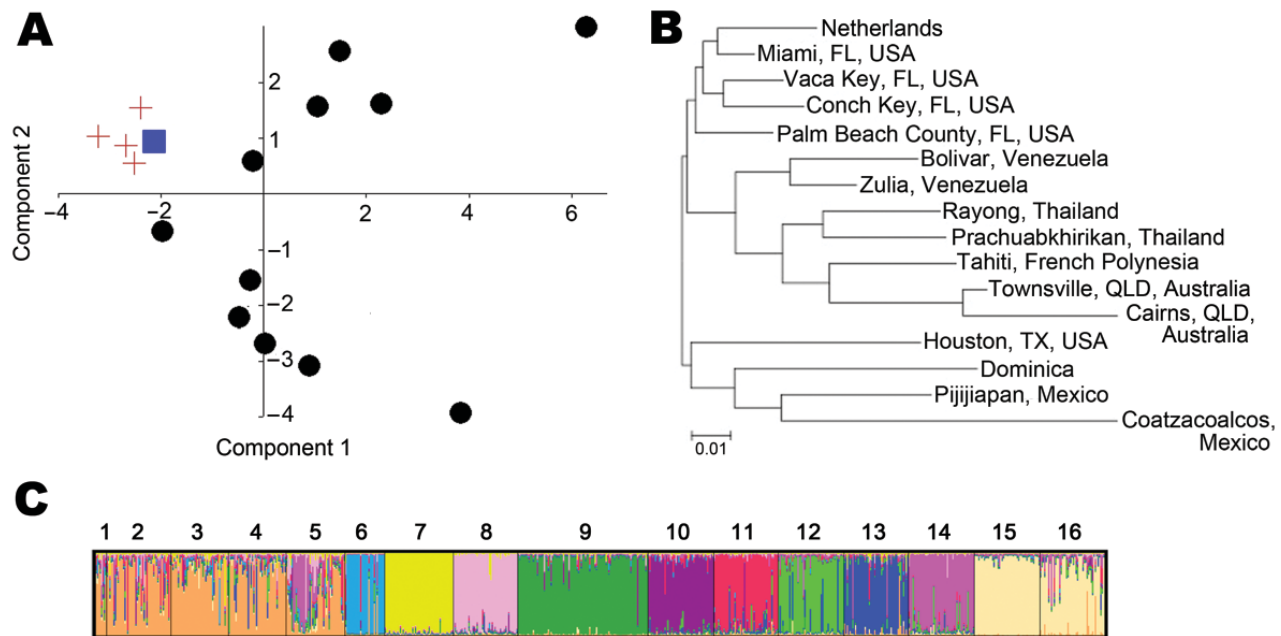 A
B
Component 2
2
1
−4
−2
2
4
6
−1
−2
−3
−4
Component 1
Netherlands
Miami, FL, USA
Vaca Key, FL, USA
Conch Key, FL, USA
Palm Beach County, FL, USA
Bolivar, Venezuela
Zulia, Venezuela
Rayong, Thailand
Prachuabkhirikan, Thailand
Tahiti, French Polynesia
Townsville, QLD, Australia
Cairns, QLD,
Australia
Houston, TX, USA
Dominica
Pijijiapan, Mexico
Coatzacoalcos,
Mexico
0.01
C
1 2 3 4 5 6 7 8 9 10 11 12 13 14 15 16